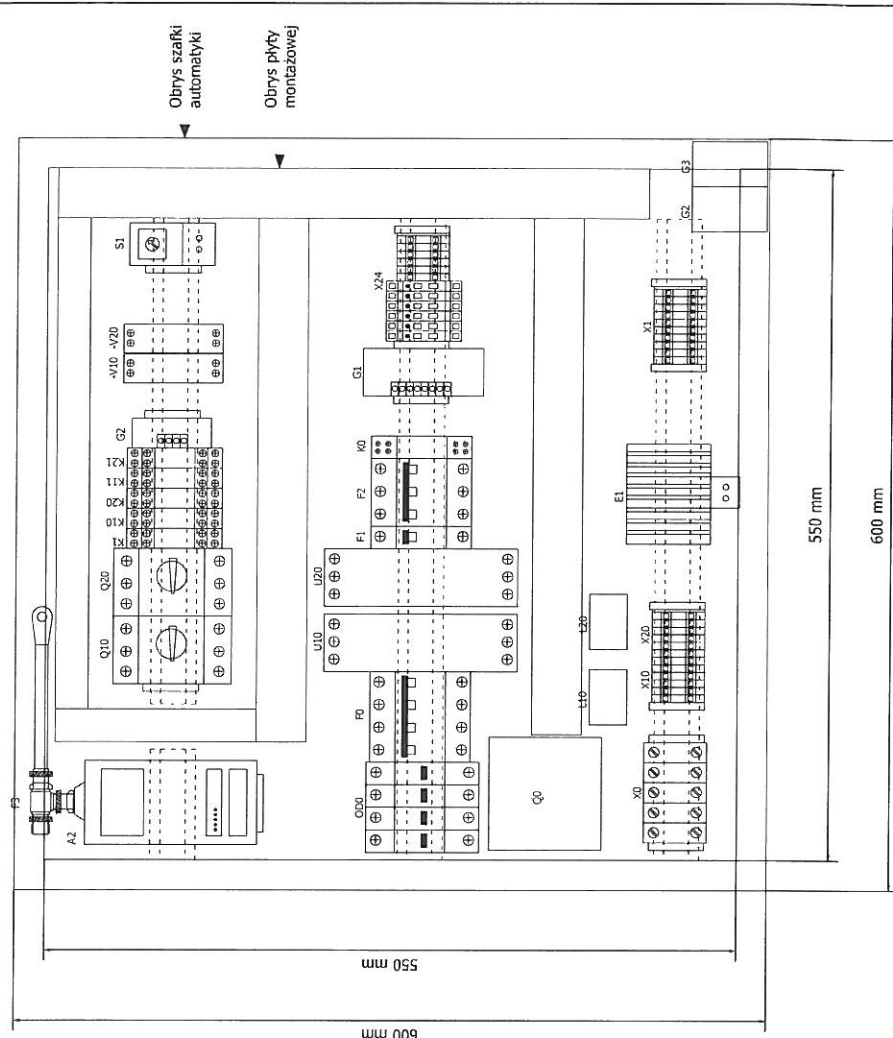 Obrys szafki
automatyki
Obrys płyty
montażowej
F3
A2
Q10
Q20
K1
K10
K20
K11
K21
G2
-V10
-V20
S1
OD0
F0
U10
U20
F1
F2
K0
G1
X24
Q0
L10
L20
X0
X10
X20
E1
X1
G2
G3
550 mm
600 mm
550 mm
600 mm